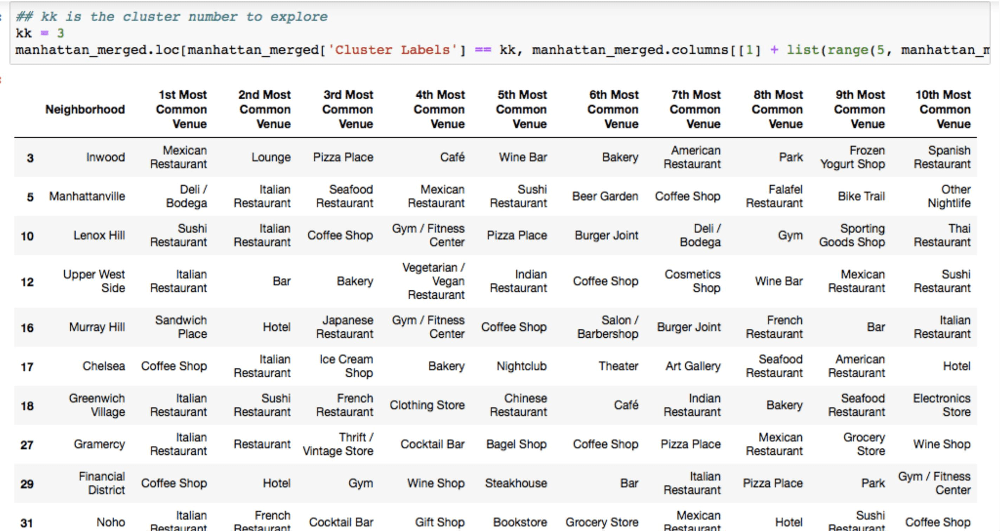 ## kk is the cluster number to explore
kk = 3
manhattan_merged.loc[manhattan_merged['Cluster Labels'] == kk, manhattan_merged.columns[[1] + list(range(5, manhattan_m
Neighborhood 1st Most Common Venue 2nd Most Common Venue 3rd Most Common Venue 4th Most Common Venue 5th Most Common Venue 6th Most Common Venue 7th Most Common Venue 8th Most Common Venue 9th Most Common Venue 10th Most Common Venue
3 Inwood Mexican Restaurant Lounge Pizza Place Café Wine Bar Bakery American Restaurant Park Frozen Yogurt Shop Spanish Restaurant
5 Manhattanville Deli / Bodega Italian Restaurant Seafood Restaurant Mexican Restaurant Sushi Restaurant Beer Garden Coffee Shop Falafel Restaurant Bike Trail Other Nightlife
10 Lenox Hill Sushi Restaurant Italian Restaurant Coffee Shop Gym / Fitness Center Pizza Place Burger Joint Deli / Bodega Gym Sporting Goods Shop Thai Restaurant
12 Upper West Side Italian Restaurant Bar Bakery Vegetarian / Vegan Restaurant Indian Restaurant Coffee Shop Cosmetics Shop Wine Bar Mexican Restaurant Sushi Restaurant
16 Murray Hill Sandwich Place Hotel Japanese Restaurant Gym / Fitness Center Coffee Shop Salon / Barbershop Burger Joint French Restaurant Bar Italian Restaurant
17 Chelsea Coffee Shop Italian Restaurant Ice Cream Shop Bakery Nightclub Theater Art Gallery Seafood Restaurant American Restaurant Hotel
18 Greenwich Village Italian Restaurant Sushi Restaurant French Restaurant Clothing Store Chinese Restaurant Café Indian Restaurant Bakery Seafood Restaurant Electronics Store
27 Gramercy Italian Restaurant Restaurant Thrift / Vintage Store Cocktail Bar Bagel Shop Coffee Shop Pizza Place Mexican Restaurant Grocery Store Wine Shop
29 Financial District Coffee Shop Hotel Gym Wine Shop Steakhouse Bar Italian Restaurant Pizza Place Park Gym / Fitness Center
31 Noho Italian Restaurant French Restaurant Cocktail Bar Gift Shop Bookstore Grocery Store Mexican Restaurant Hotel Sushi Restaurant Coffee Shop